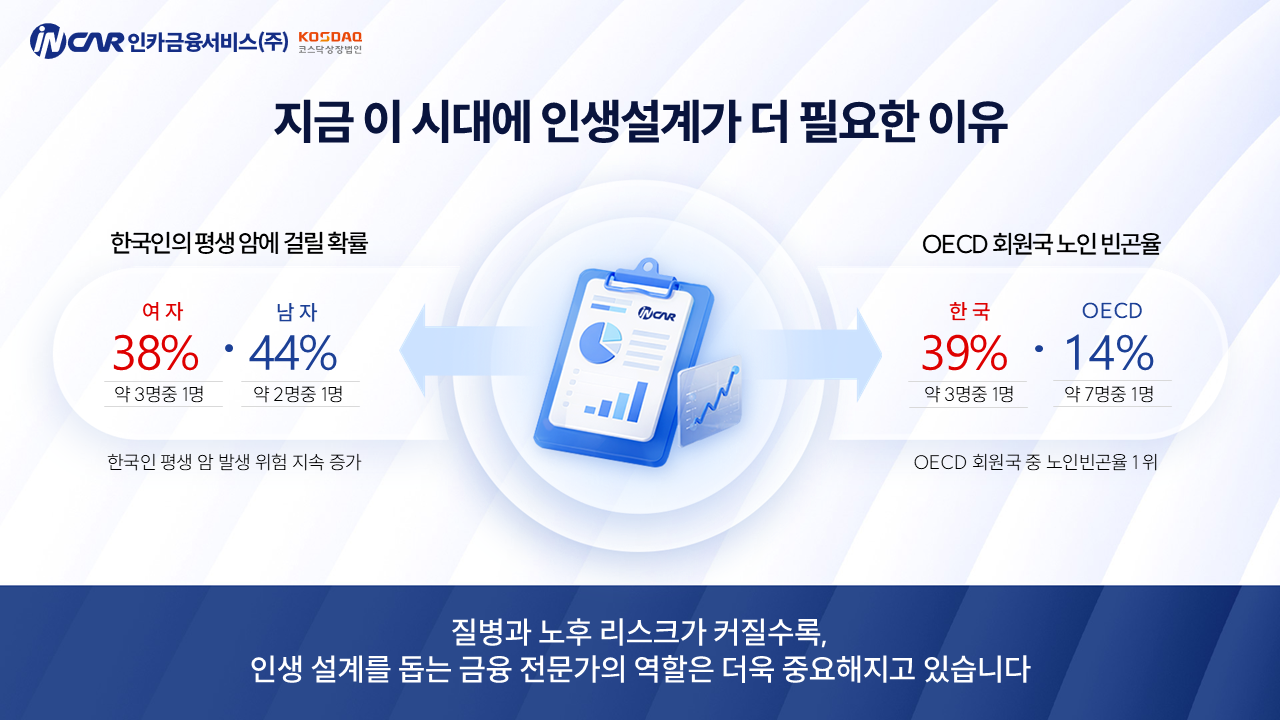 INCAR 인카금융서비스(주) KOSDAQ
코스닥상장법인
지금 이 시대에 인생설계가 더 필요한 이유
한국인의 평생 암에 걸릴 확률
여 자
남 자
38% • 44%
약 3명중 1명
약 2명중 1명
한국인 평생 암 발생 위험 지속 증가
INCAR
OECD 회원국 노인 빈곤율
한 국
OECD
39% • 14%
약 3명중 1명
약 7명중 1명
OECD 회원국 중 노인빈곤율 1위
질병과 노후 리스크가 커질수록,
인생 설계를 돕는 금융 전문가의 역할은 더욱 중요해지고 있습니다